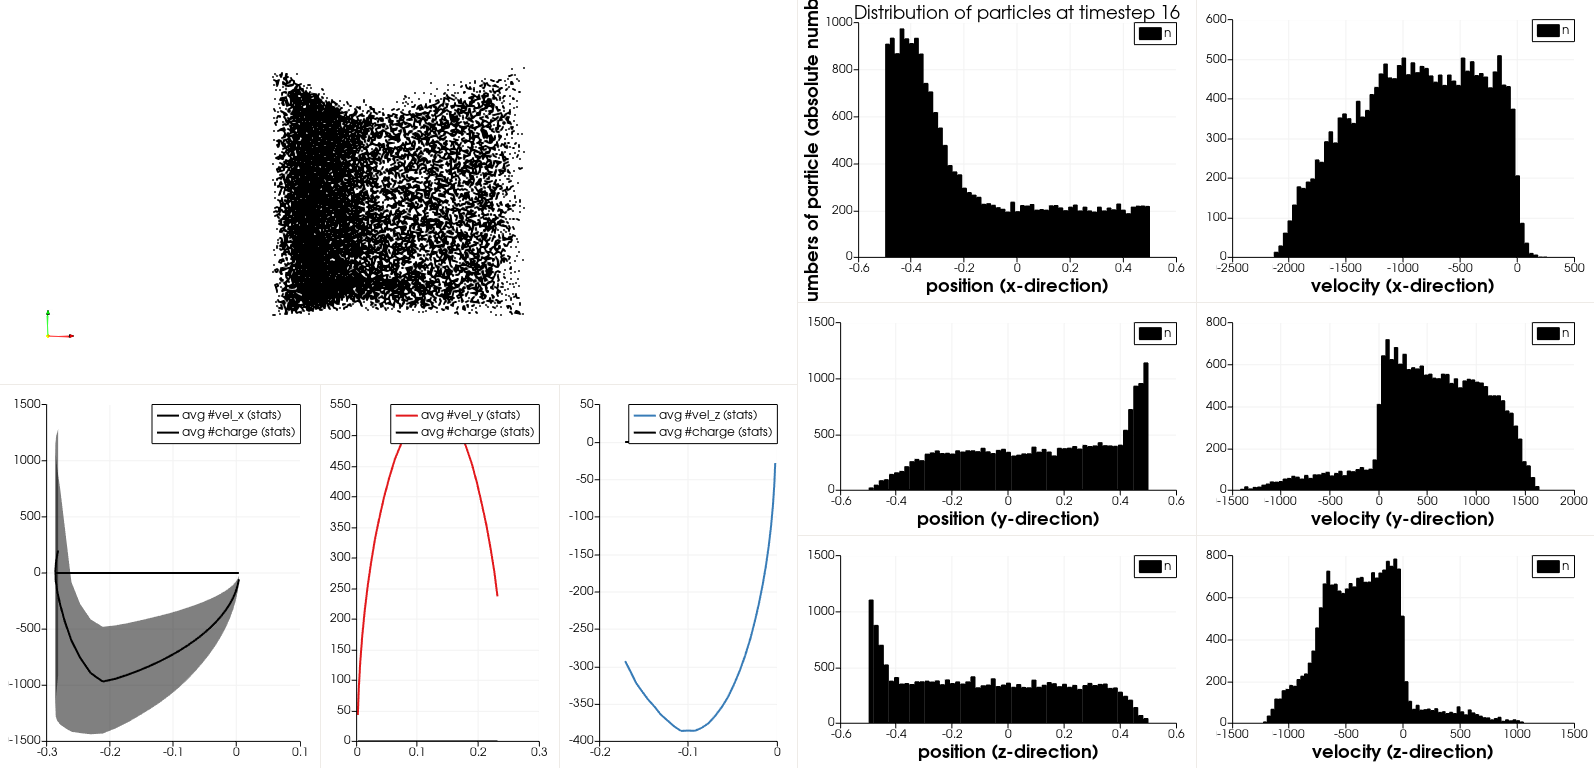 Distribution of particles at timestep 16
umbers of particle (absolute numb
1000
800
600
400
200
0
n
-0.6 -0.4 -0.2 0 0.2 0.4 0.6
position (x-direction)
600
500
400
300
200
100
0
n
-2500 -2000 -1500 -1000 -500 0 500
velocity (x-direction)
1500
1000
500
0
n
-0.6 -0.4 -0.2 0 0.2 0.4 0.6
position (y-direction)
800
600
400
200
0
n
-1500 -1000 -500 0 500 1000 1500 2000
velocity (y-direction)
1500
1000
500
0
n
-0.6 -0.4 -0.2 0 0.2 0.4 0.6
position (z-direction)
800
600
400
200
0
n
-1000 -500 0 500 1000 1500
velocity (z-direction)
1500
1000
500
0
-500
-1000
-1500
avg #vel_x (stats)
avg #charge (stats)
-0.3 -0.2 -0.1 0 0.1
550
500
450
400
350
300
250
200
150
100
50
0
avg #vel_y (stats)
avg #charge (stats)
0 0.1 0.2 0.3
50
0
-50
-100
-150
-200
-250
-300
-350
-400
avg #vel_z (stats)
avg #charge (stats)
-0.2 -0.1 0